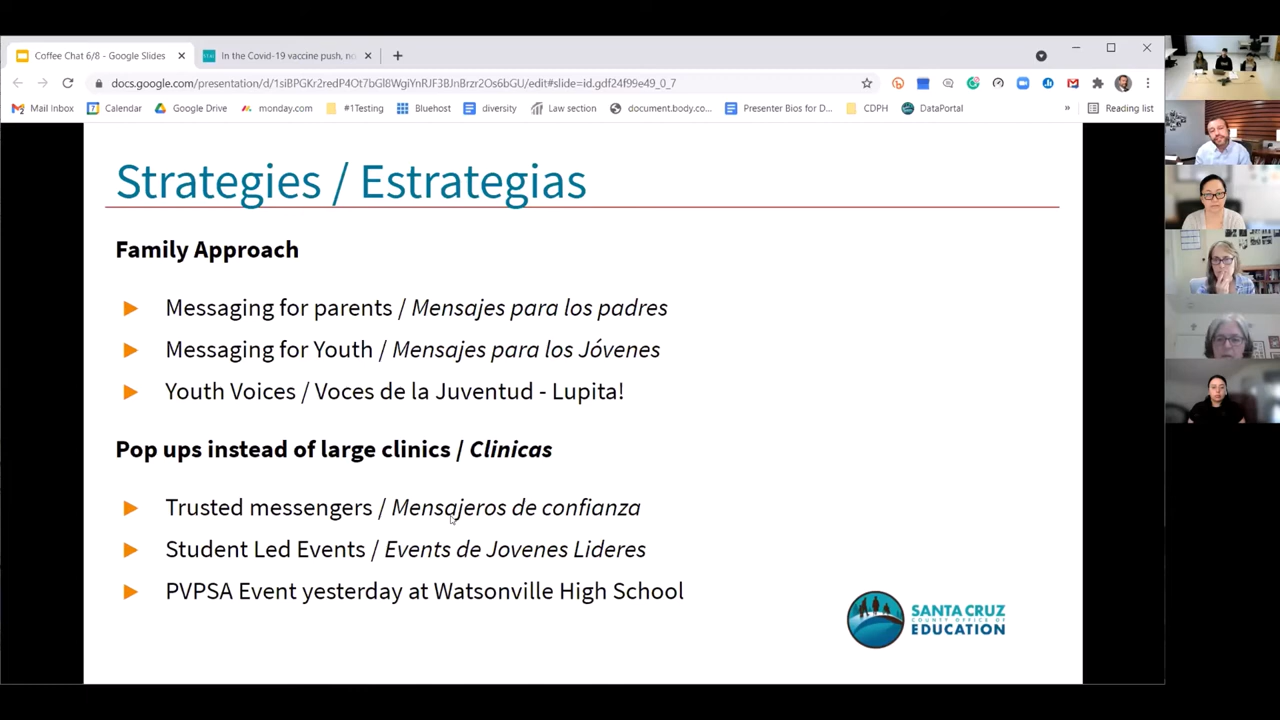 Coffee Chat 6/8 - Google Slides
In the Covid-19 vaccine push, no
docs.google.com/presentation/d/1siBPGKr2redP4Ot7bGl8WgiYnRJF3BJnBrzr2Os6bGU/edit#slide=id.gdf24f99e49_0_7
Mail Inbox Calendar Google Drive monday.com #1Testing Bluehost diversity Law section document.body.co... Presenter Bios for D... CDPH DataPortal » Reading list
Strategies / Estrategias
Family Approach
Messaging for parents / Mensajes para los padres
Messaging for Youth / Mensajes para los Jóvenes
Youth Voices / Voces de la Juventud - Lupita!
Pop ups instead of large clinics / Clinicas
Trusted messengers / Mensajeros de confianza
Student Led Events / Events de Jovenes Lideres
PVPSA Event yesterday at Watsonville High School
SANTA CRUZ
COUNTY OFFICE OF
EDUCATION